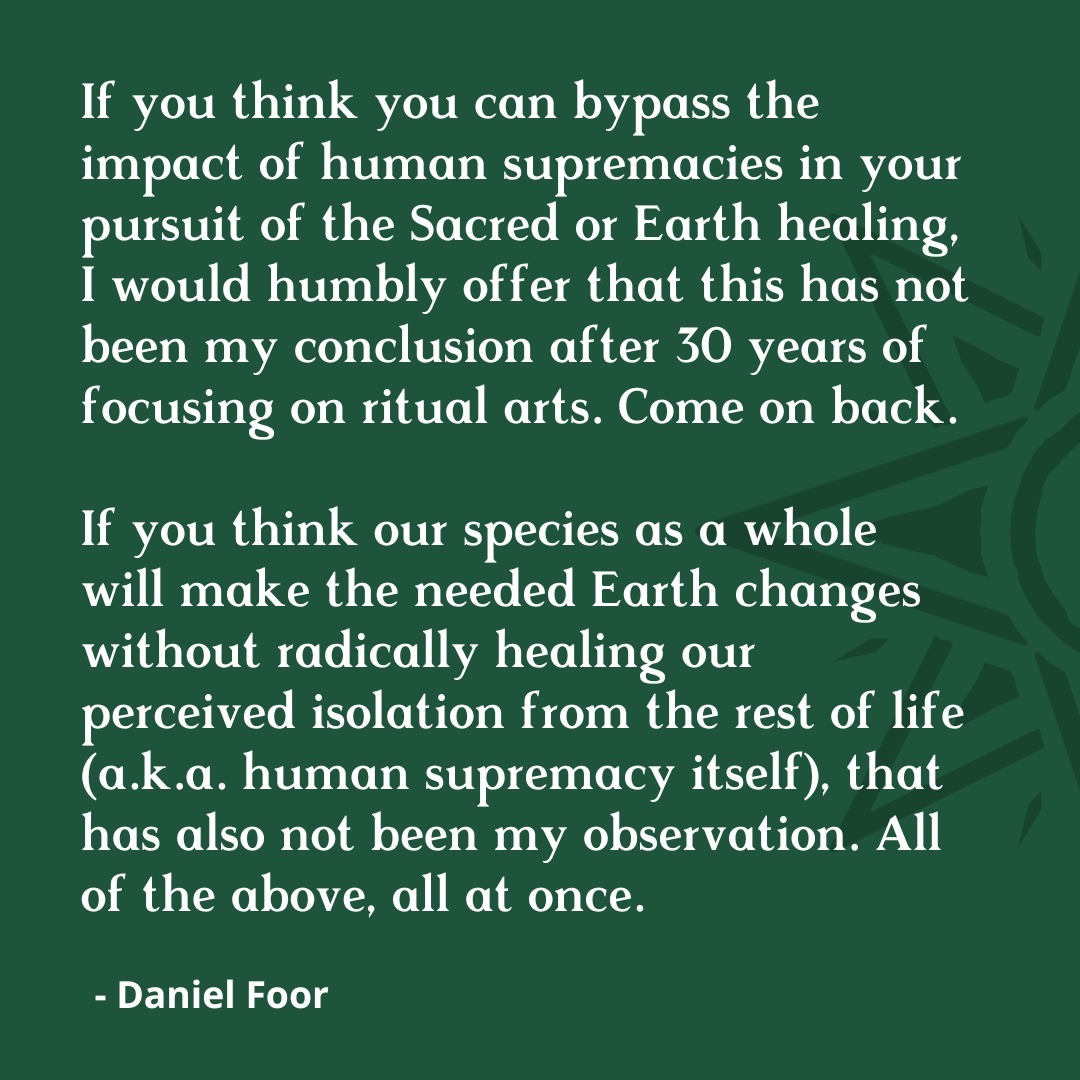 If you think you can bypass the
impact of human supremacies in your
pursuit of the Sacred or Earth healing,
I would humbly offer that this has not
been my conclusion after 30 years of
focusing on ritual arts. Come on back.
If you think our species as a whole
will make the needed Earth changes
without radically healing our
perceived isolation from the rest of life
(a.k.a. human supremacy itself), that
has also not been my observation. All
of the above, all at once.
- Daniel Foor